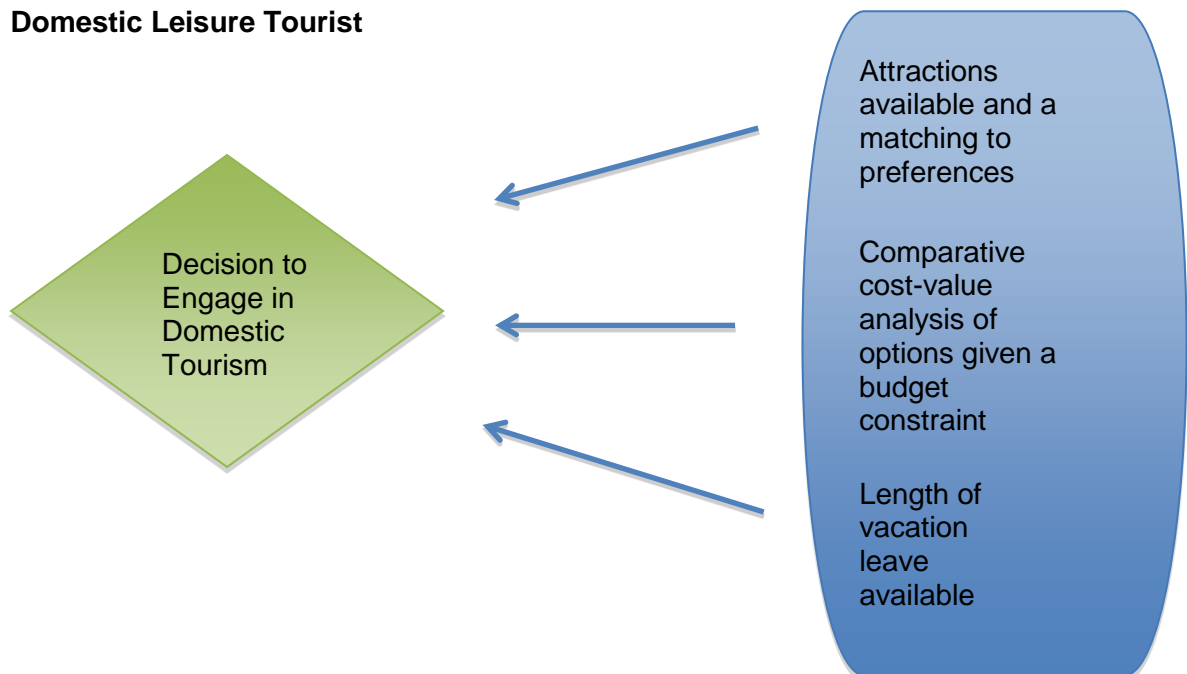 Domestic Leisure Tourist
Decision to
Engage in
Domestic
Tourism
Attractions
available and a
matching to
preferences
Comparative
cost-value
analysis of
options given a
budget
constraint
Length of
vacation
leave
available